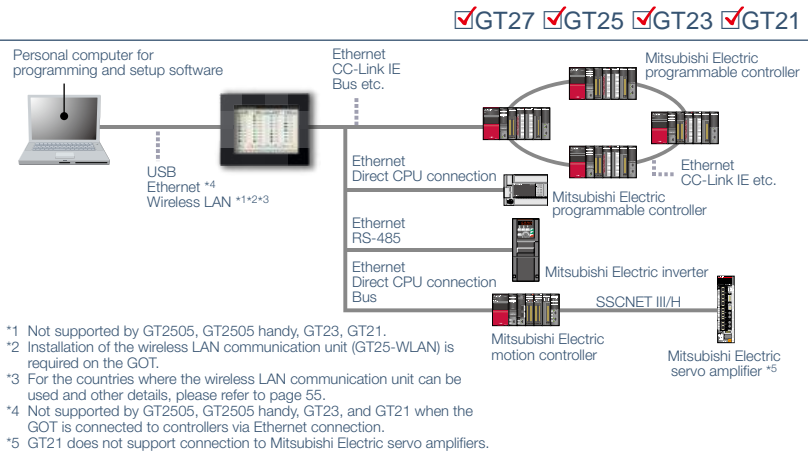 GT27 GT25 GT23 GT21
Personal computer for
programming and setup software
Ethernet
CC-Link IE
Bus etc.
Mitsubishi Electric
programmable controller
USB
Ethernet *4
Wireless LAN *1*2*3
Ethernet
Direct CPU connection
Ethernet
CC-Link IE etc.
Mitsubishi Electric
programmable controller
Ethernet
RS-485
Mitsubishi Electric inverter
Ethernet
Direct CPU connection
Bus
SSCNET III/H
Mitsubishi Electric
motion controller
Mitsubishi Electric
servo amplifier *5
*1 Not supported by GT2505, GT2505 handy, GT23, GT21.
*2 Installation of the wireless LAN communication unit (GT25-WLAN) is
required on the GOT.
*3 For the countries where the wireless LAN communication unit can be
used and other details, please refer to page 55.
*4 Not supported by GT2505, GT2505 handy, GT23, and GT21 when the
GOT is connected to controllers via Ethernet connection.
*5 GT21 does not support connection to Mitsubishi Electric servo amplifiers.